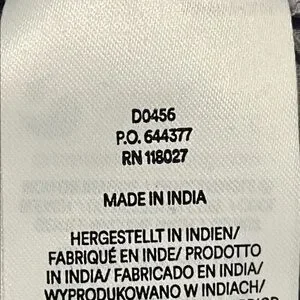 D0456
P.O. 644377
RN 118027
MADE IN INDIA
HERGESTELLT IN INDIEN/
FABRIQUÉ EN INDE/ PRODOTTO
IN INDIA/ FABRICADO EN INDIA/
WYPRODUKOWANO W INDIACH/